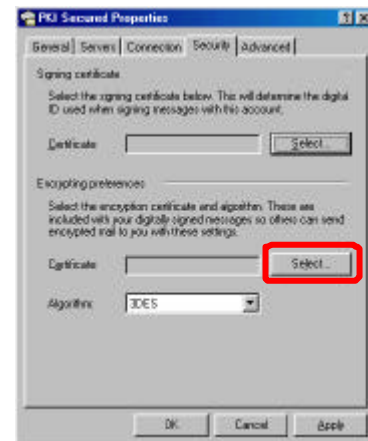 PKI Secured Properties
General Servers Connection Security Advanced
Signing certificate
Select the signing certificate below. This will determine the digital
ID used when signing messages with this account.
Certificate Select...
Encrypting preferences
Select the encryption certificate and algorithm. These are
included with your digitally signed messages so others can send
encrypted mail to you with these settings.
Certificate Select...
Algorithm: 3DES
OK Cancel Apply